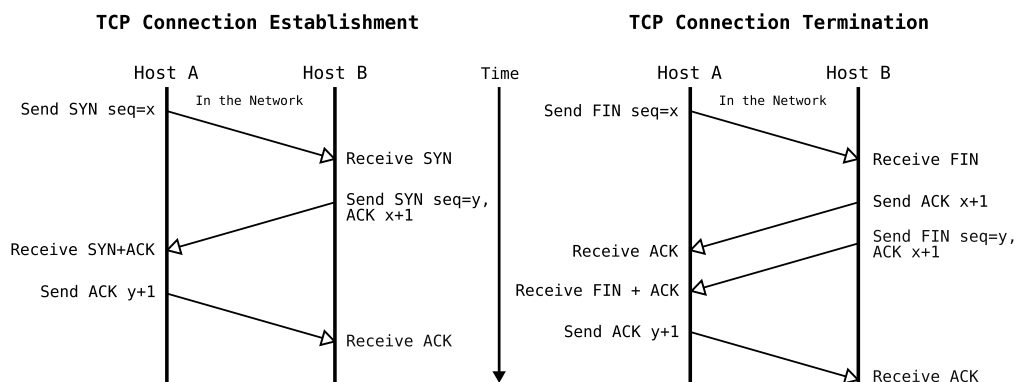 TCP Connection Establishment
Host A
Host B
In the Network
Send SYN seq=x
Receive SYN
Send SYN seq=y,
ACK x+1
Receive SYN+ACK
Send ACK y+1
Receive ACK
Time
TCP Connection Termination
Host A
Host B
In the Network
Send FIN seq=x
Receive FIN
Send ACK x+1
Send FIN seq=y,
ACK x+1
Receive ACK
Receive FIN + ACK
Send ACK y+1
Receive ACK